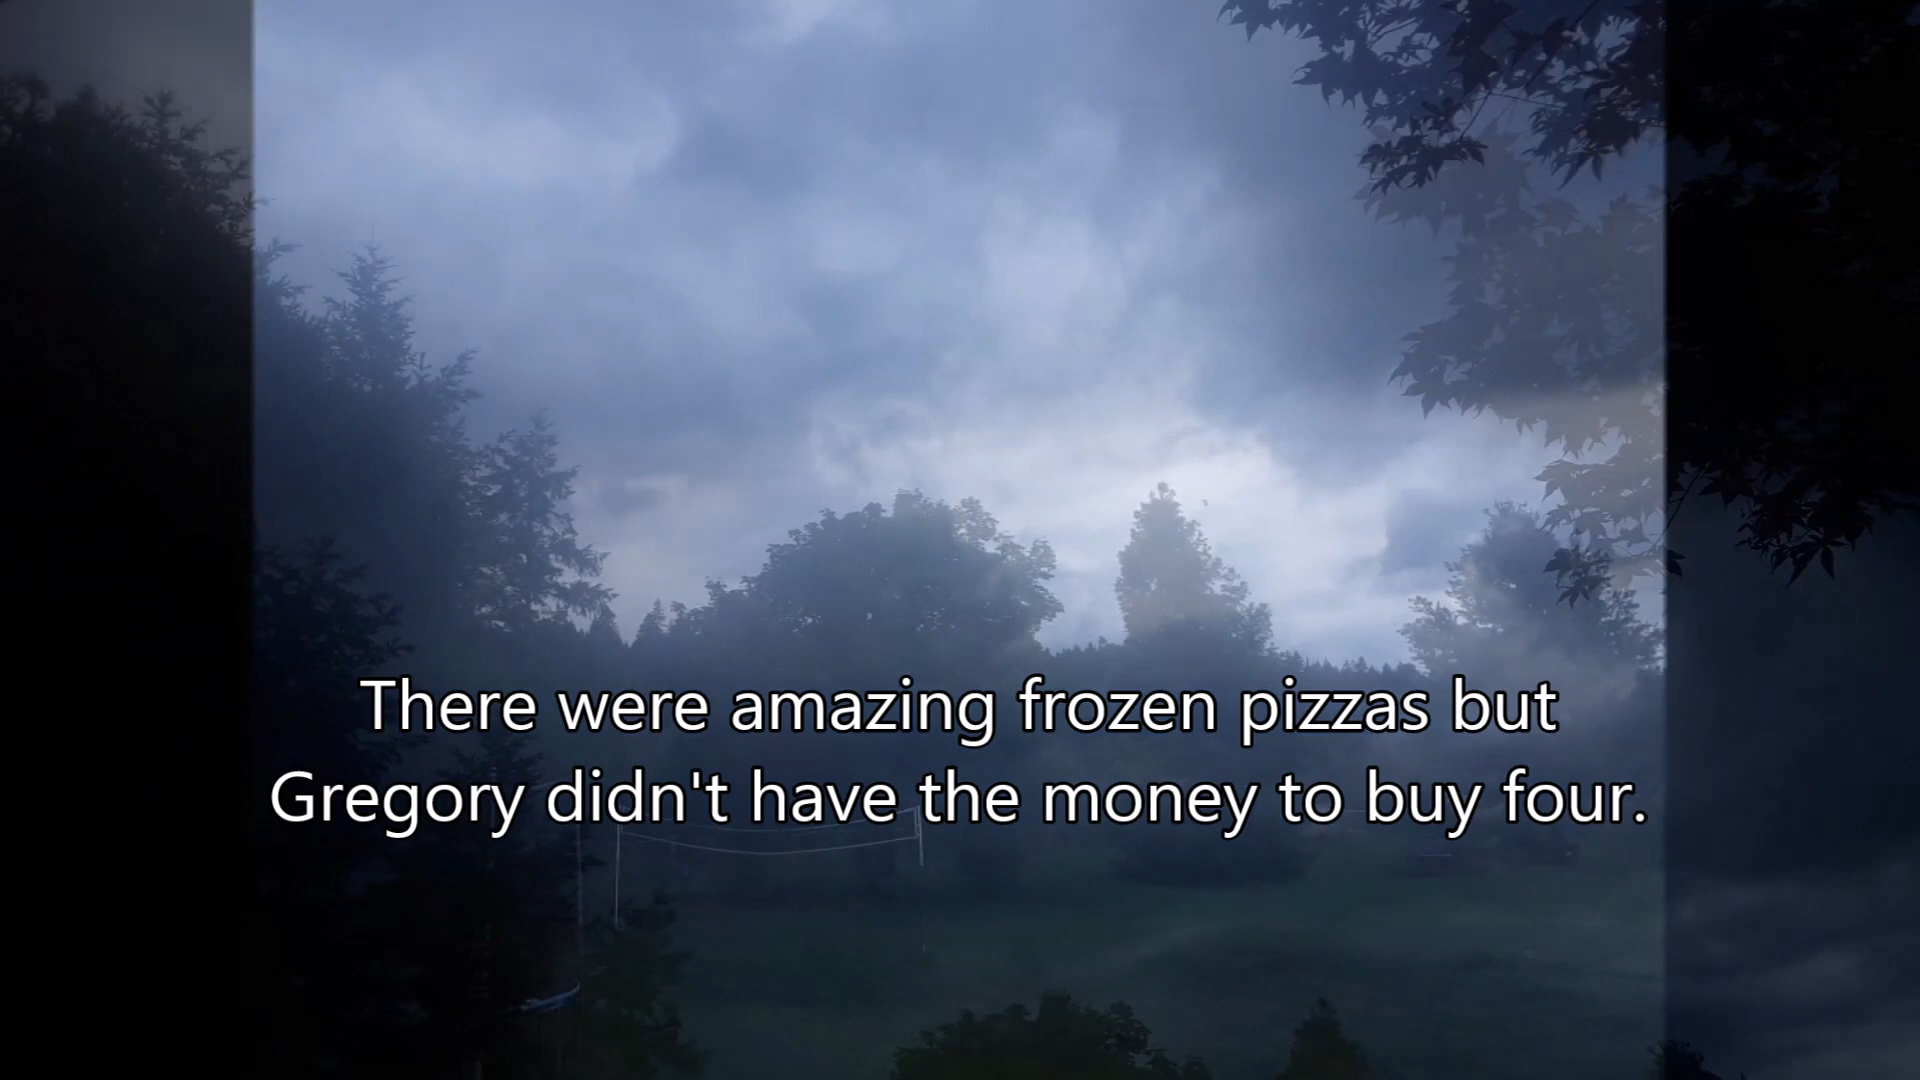 There were amazing frozen pizzas but
Gregory didn't have the money to buy four.